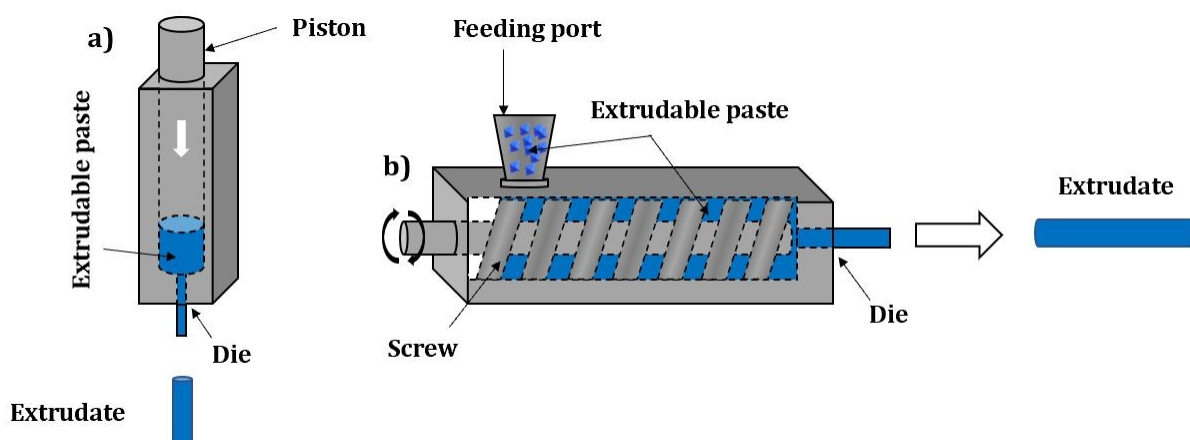 a)
Piston
Extrudable paste
Die
Extrudate
Feeding port
Extrudable paste
b)
Screw
Die
Extrudate